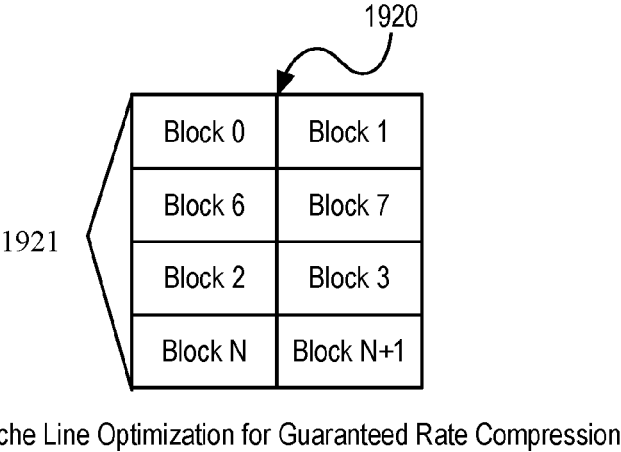 1920
Block 0 Block 1
Block 6 Block 7
1921
Block 2 Block 3
Block N Block N+1
che Line Optimization for Guaranteed Rate Compression